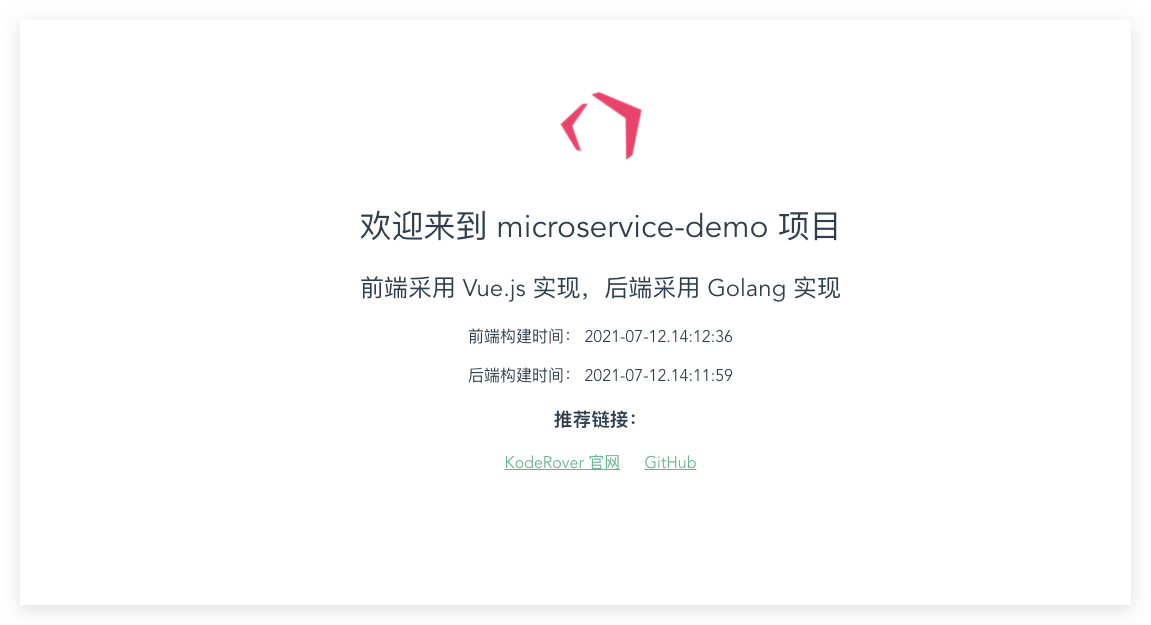 欢迎来到 microservice-demo 项目
前端采用 Vue.js 实现，后端采用 Golang 实现
前端构建时间： 2021-07-12.14:12:36
后端构建时间： 2021-07-12.14:11:59
推荐链接：
KodeRover 官网 GitHub